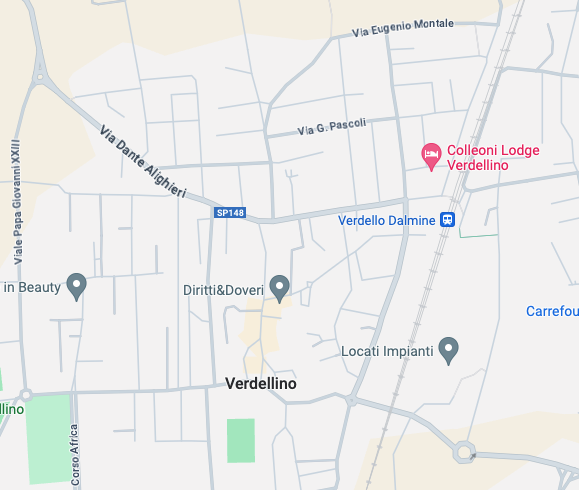 Via Eugenio Montale
Via G. Pascoli
Via Dante Alighieri
Colleoni Lodge
Verdellino
Viale Papa Giovanni XXIII
SP148
Verdello Dalmine
in Beauty
Diritti&Doveri
Carrefou
Locati Impianti
Verdellino
llino
Corso Africa